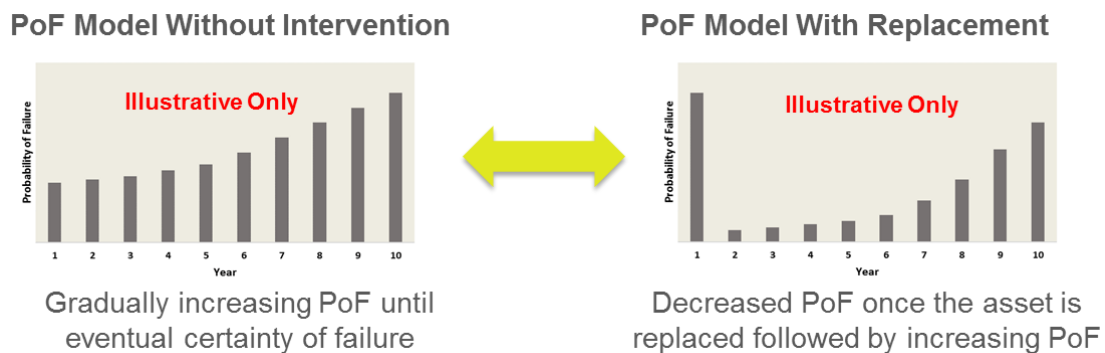 PoF Model Without Intervention
Illustrative Only
Probability of Failure
1 2 3 4 5 6 7 8 9 10
Year
Gradually increasing PoF until
eventual certainty of failure
PoF Model With Replacement
Illustrative Only
Probability of Failure
1 2 3 4 5 6 7 8 9 10
Year
Decreased PoF once the asset is
replaced followed by increasing PoF